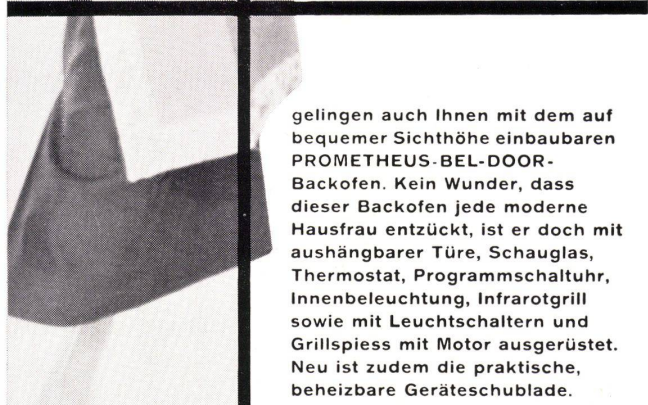 gelingen auch Ihnen mit dem auf
bequemer Sichthöhe einbaubaren
PROMETHEUS-BEL-DOOR-
Backofen. Kein Wunder, dass
dieser Backofen jede moderne
Hausfrau entzückt, ist er doch mit
aushängbarer Türe, Schauglas,
Thermostat, Programmschaltuhr,
Innenbeleuchtung, Infrarotgrill
sowie mit Leuchtschaltern und
Grillspiess mit Motor ausgerüstet.
Neu ist zudem die praktische,
beheizbare Geräteschublade.